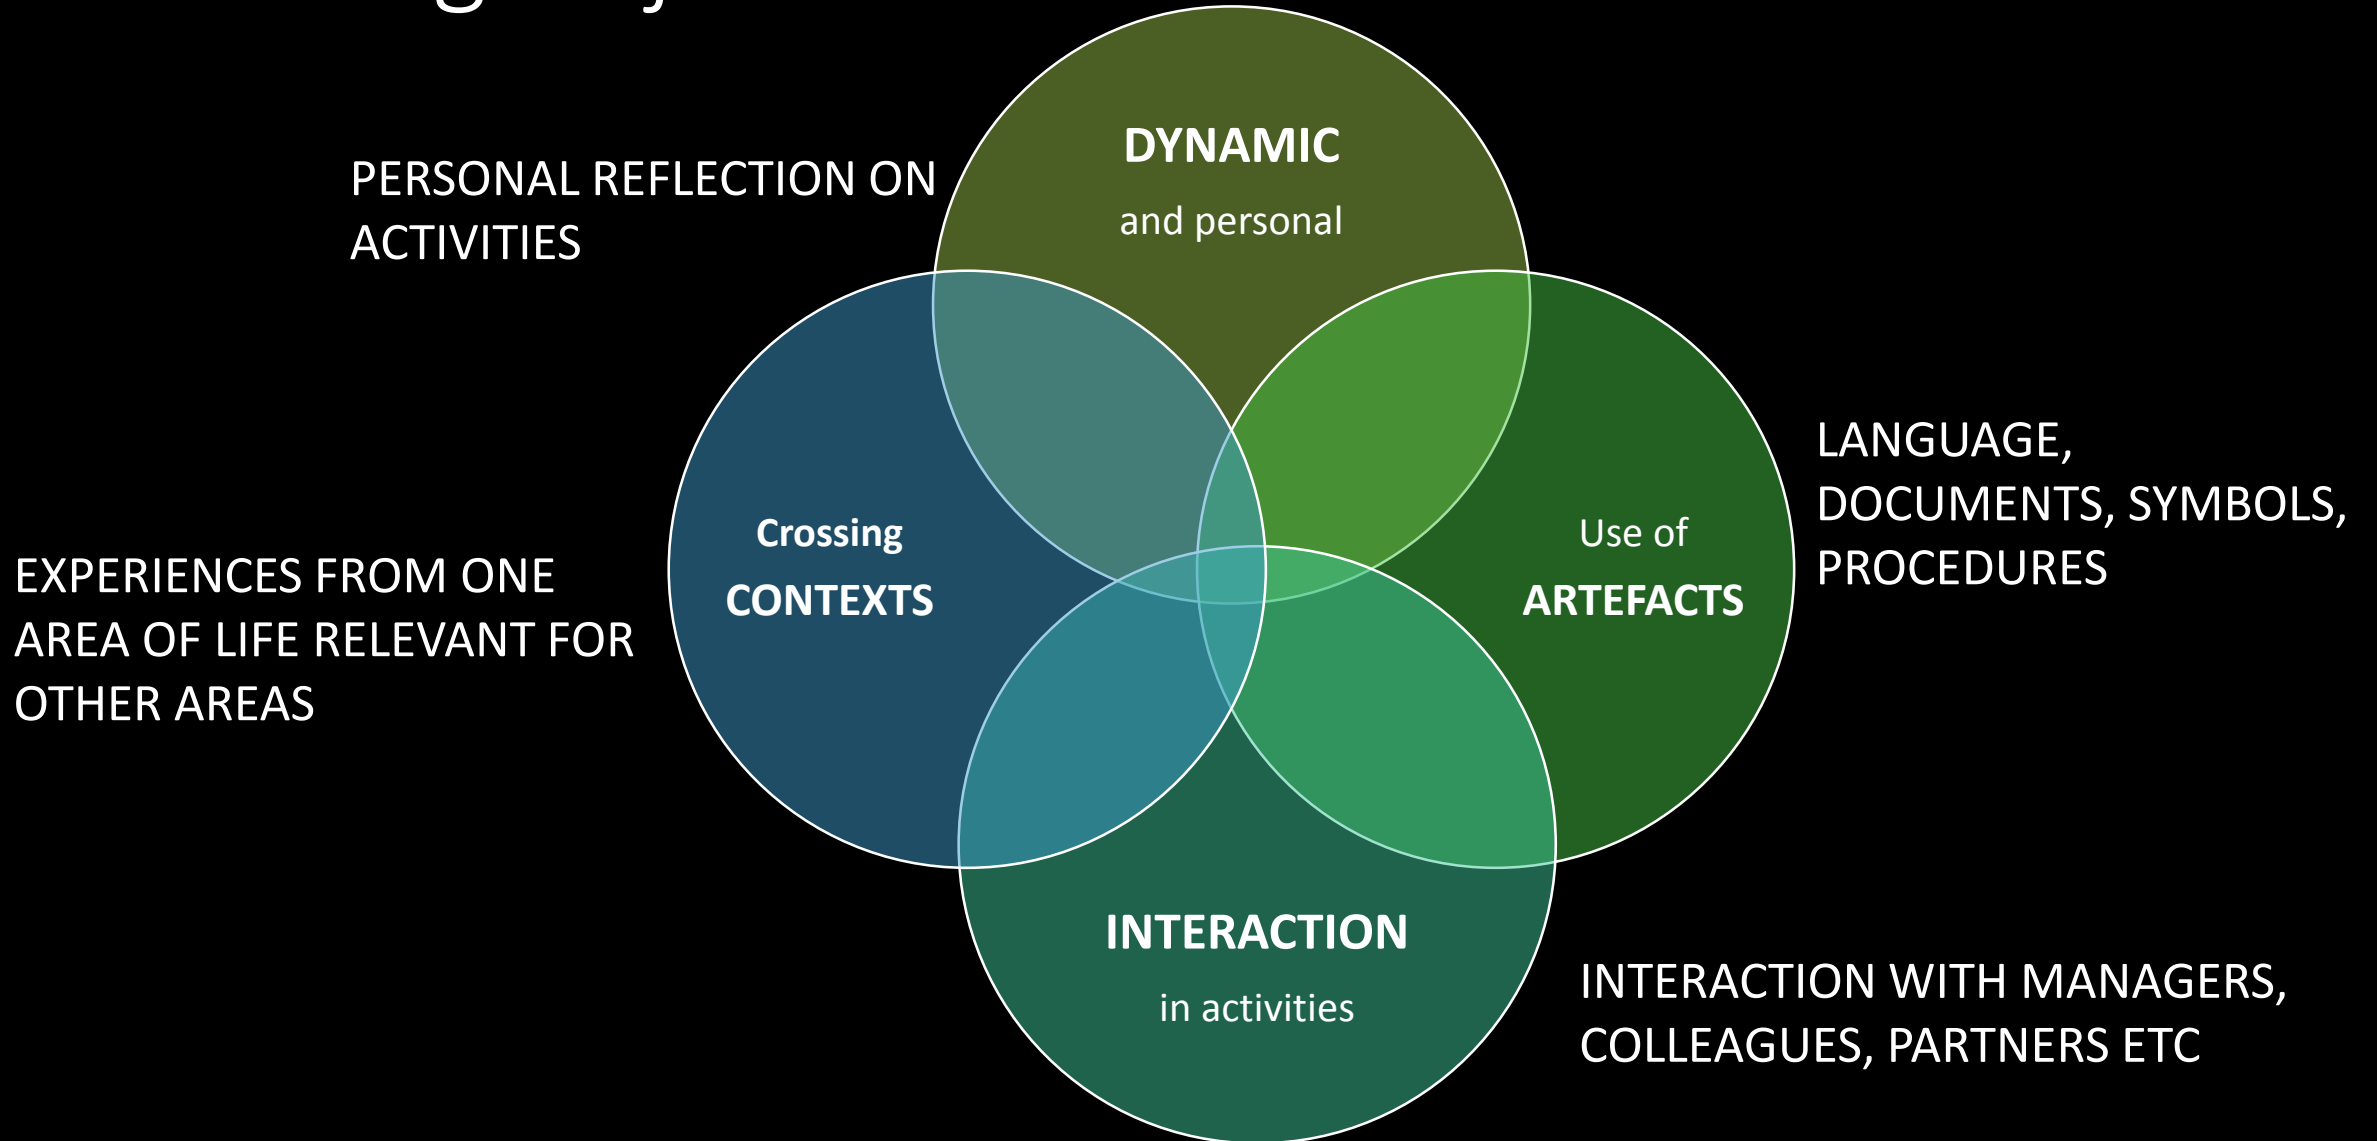 DYNAMIC
and personal
PERSONAL REFLECTION ON
ACTIVITIES
Crossing
CONTEXTS
Use of
ARTEFACTS
LANGUAGE,
DOCUMENTS, SYMBOLS,
PROCEDURES
EXPERIENCES FROM ONE
AREA OF LIFE RELEVANT FOR
OTHER AREAS
INTERACTION
in activities
INTERACTION WITH MANAGERS,
COLLEAGUES, PARTNERS ETC